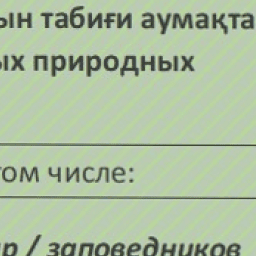 ын табиғи аумақта
ых природных
том числе:
р / заповедников